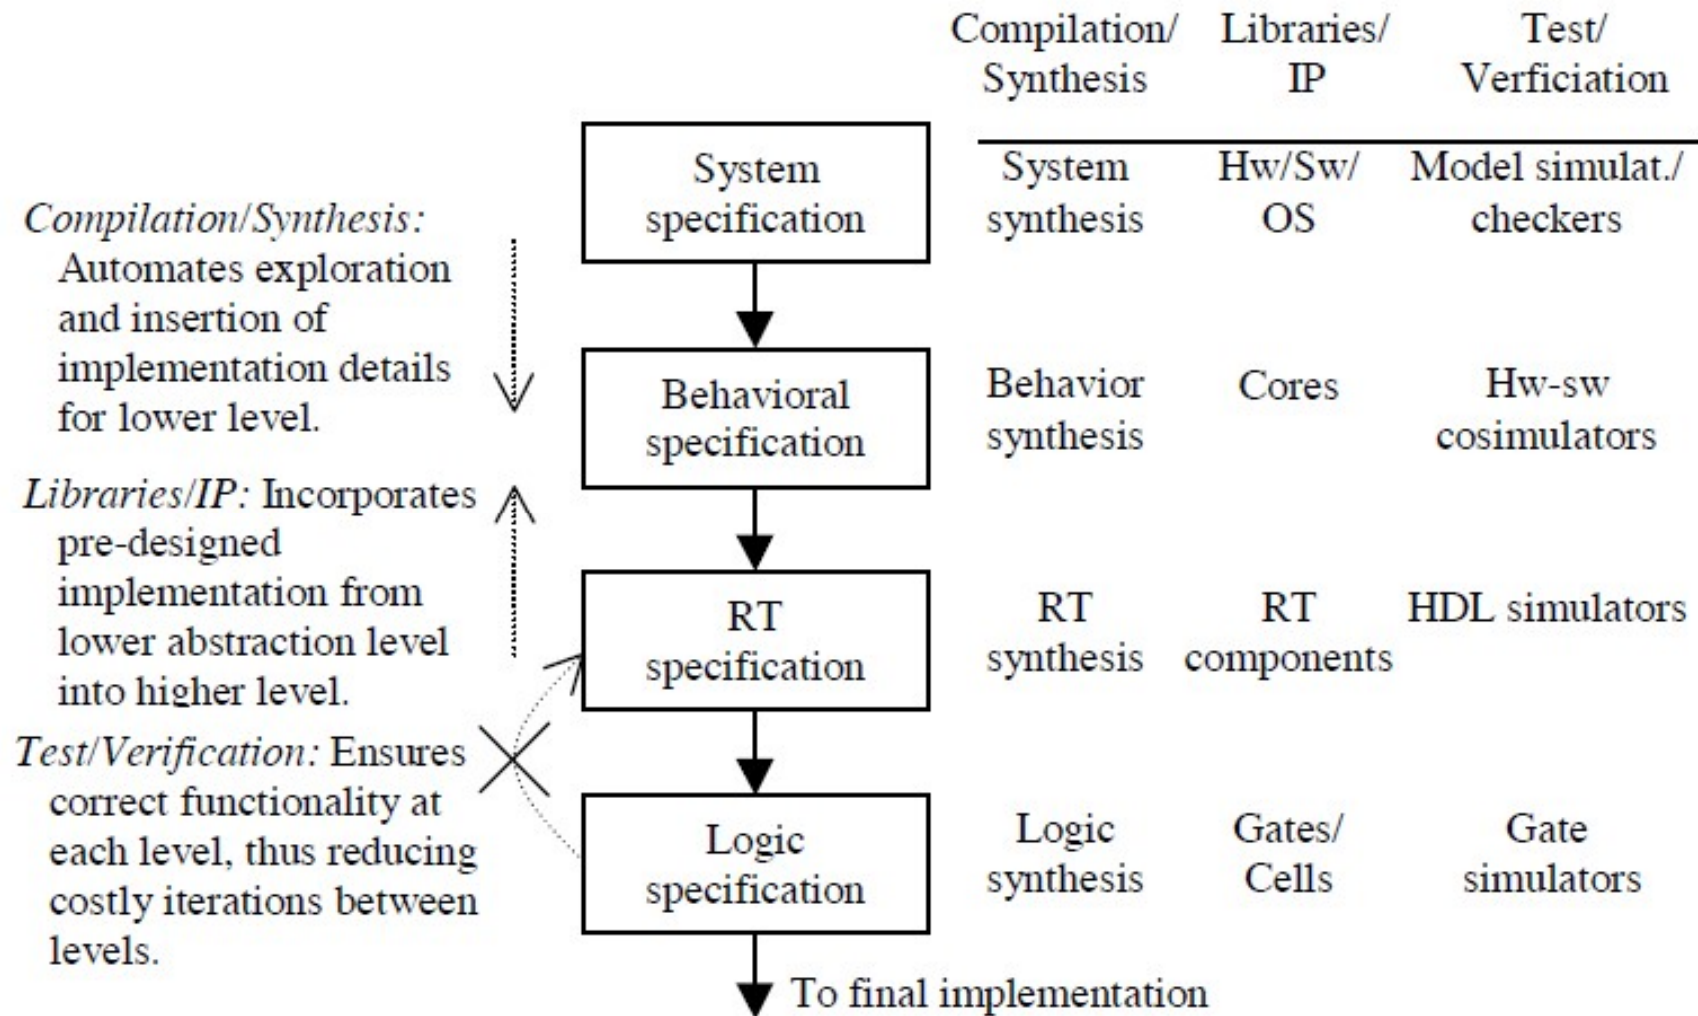 Compilation/
Synthesis
Libraries/
IP
Test/
Verficiation
Compilation/Synthesis:
Automates exploration
and insertion of
implementation details
for lower level.
Libraries/IP: Incorporates
pre-designed
implementation from
lower abstraction level
into higher level.
Test/Verification: Ensures
correct functionality at
each level, thus reducing
costly iterations between
levels.
System
specification
System
synthesis
Hw/Sw/
OS
Model simulat./
checkers
Behavioral
specification
Behavior
synthesis
Cores
Hw-sw
cosimulators
RT
specification
RT
synthesis
RT
components
HDL simulators
Logic
specification
Logic
synthesis
Gates/
Cells
Gate
simulators
To final implementation